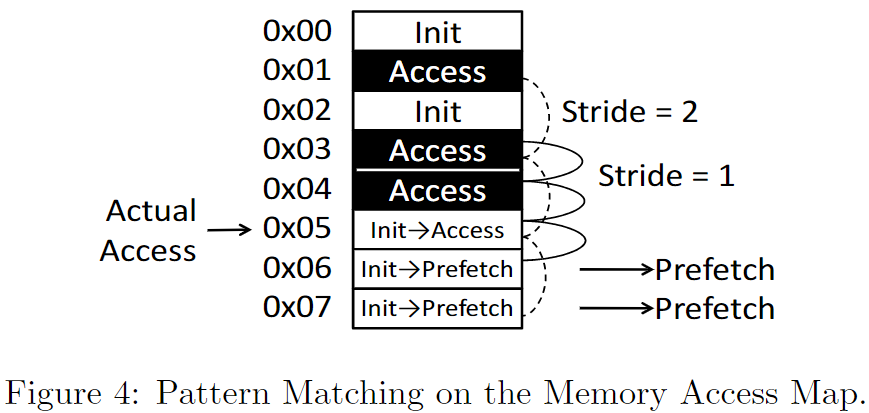 0x00 Init
0x01 Access
0x02 Init Stride = 2
0x03 Access
0x04 Access Stride = 1
Actual
Access
0x05 Init→Access
0x06 Init→Prefetch Prefetch
0x07 Init→Prefetch Prefetch
Figure 4: Pattern Matching on the Memory Access Map.